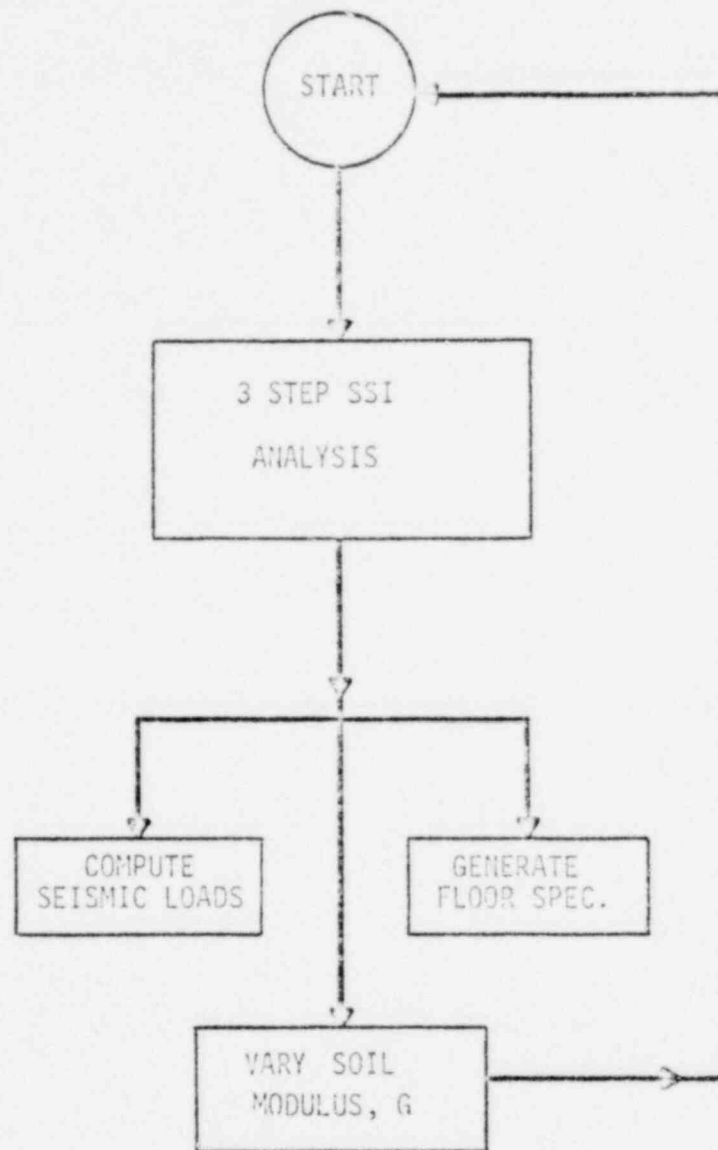 START
3 STEP SSI
ANALYSIS
COMPUTE
SEISMIC LOADS
GENERATE
FLOOR SPEC.
VARY SOIL
MODULUS, G